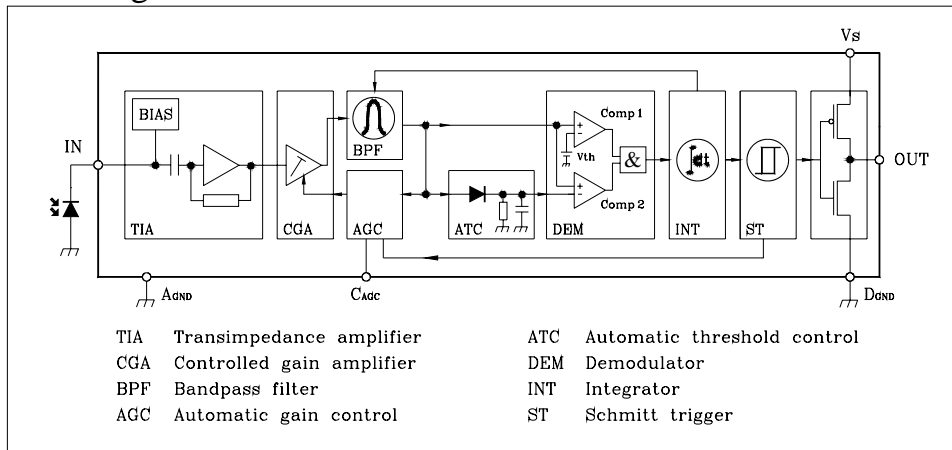 Vs
BIAS
Comp 1
IN
BPF
Vth
&
∫dt
OUT
Comp 2
TIA
CGA
AGC
ATC
DEM
INT
ST
AGND
CAGC
DGND
TIA Transimpedance amplifier
CGA Controlled gain amplifier
BPF Bandpass filter
AGC Automatic gain control
ATC Automatic threshold control
DEM Demodulator
INT Integrator
ST Schmitt trigger